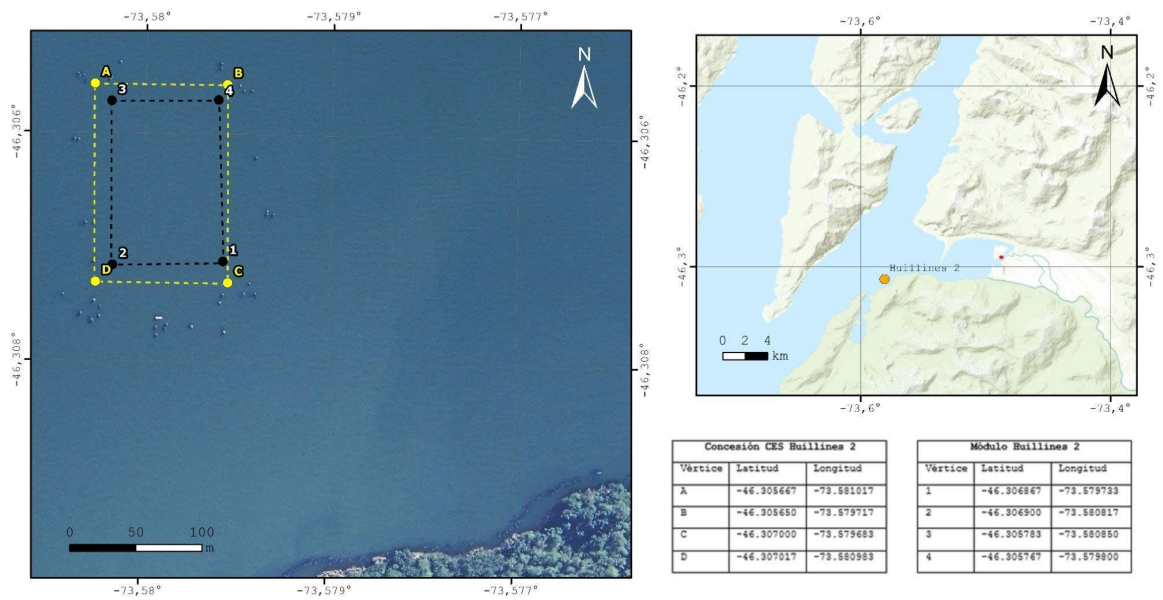 -73,58° -73,579° -73,577°
A B
3 4
N
-46,306° -46,306°
2 1
D C
-46,308° -46,308°
0 50 100
m
-73,58° -73,579° -73,577°
-73,6° -73,4°
N
-46,2° -46,2°
-46,3° -46,3°
Huillines 2
0 2 4
km
-73,6° -73,4°
Concesión CES Huillines 2
Vértice Latitud Longitud
A -46.305667 -73.581017
B -46.305650 -73.579717
C -46.307000 -73.579683
D -46.307017 -73.580983
Módulo Huillines 2
Vértice Latitud Longitud
1 -46.306867 -73.579733
2 -46.306900 -73.580817
3 -46.305783 -73.580850
4 -46.305767 -73.579800